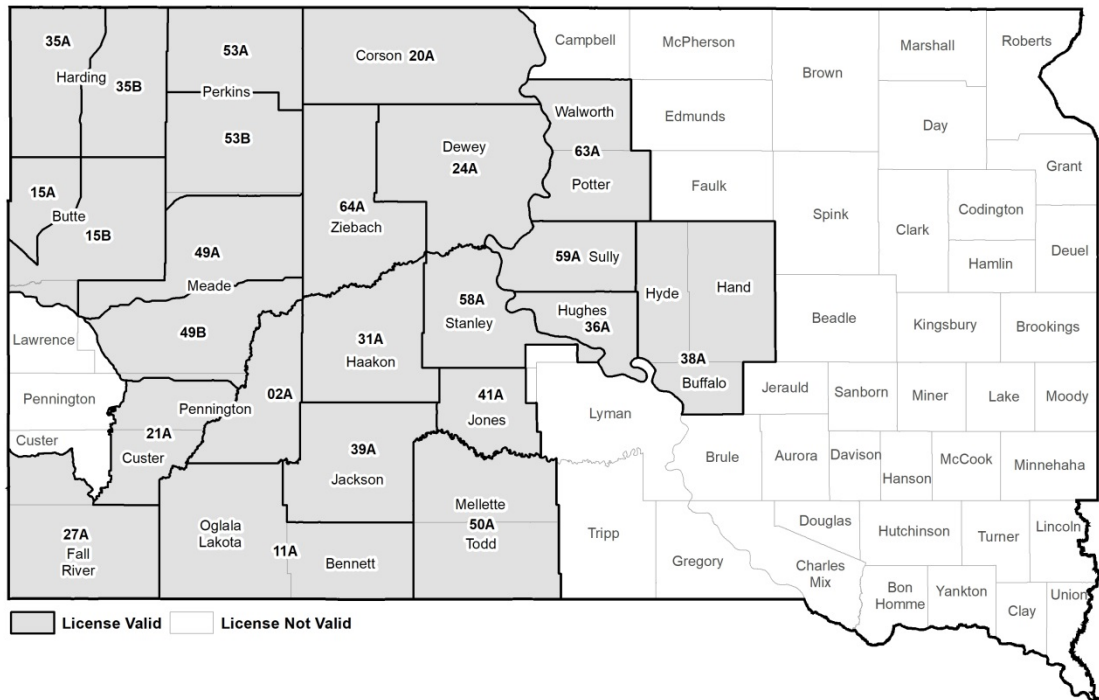 35A
53A
Corson 20A
Campbell
McPherson
Brown
Marshall
Roberts
Harding
35B
Perkins
53B
Walworth
Edmunds
Day
Dewey
24A
63A
Potter
Faulk
Grant
15A
Butte
15B
64A
Ziebach
Spink
Clark
Codington
Deuel
Hamlin
49A
Meade
59A Sully
Hyde
Hand
58A
Stanley
Hughes
36A
Beadle
Kingsbury
Brookings
Lawrence
49B
31A
Haakon
38A
Buffalo
Jerauld
Sanborn
Miner
Lake
Moody
Pennington
Pennington
02A
41A
Jones
Lyman
Custer
21A
Custer
39A
Jackson
Brule
Aurora
Davison
Hanson
McCook
Minnehaha
Mellette
50A
Todd
Tripp
Gregory
Douglas
Charles
Mix
Hutchinson
Turner
Lincoln
27A
Fall
River
Oglala
Lakota
11A
Bennett
Bon
Homme
Yankton
Clay
Union
License Valid
License Not Valid